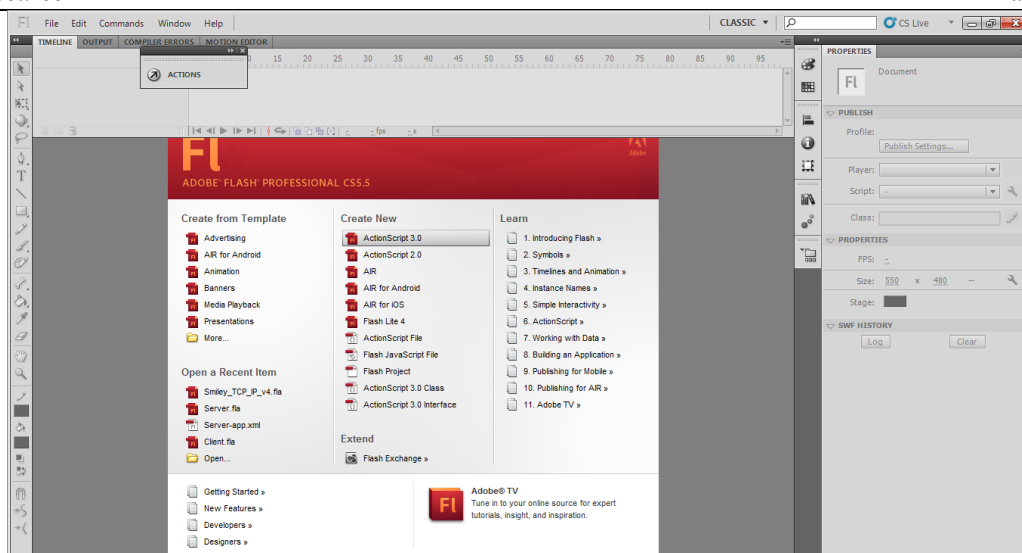 Fl File Edit Commands Window Help CLASSIC CS Live
TIMELINE OUTPUT COMPILER ERRORS MOTION EDITOR
PROPERTIES
ACTIONS
15 20 25 30 35 40 45 50 55 60 65 70 75 80 85 90 95
Fl Document
PUBLISH
Profile:
Publish Settings...
Player:
Script: -
Class:
PROPERTIES
FPS: -
Size: 550 x 480 --
Stage:
SWF HISTORY
Log Clear
fps s
Fl
Adobe
ADOBE® FLASH® PROFESSIONAL CS5.5
Create from Template
Advertising
AIR for Android
Animation
Banners
Media Playback
Presentations
More...
Open a Recent Item
Smiley_TCP_IP_v4.fla
Server.fla
Server-app.xml
Client.fla
Open...
Create New
ActionScript 3.0
ActionScript 2.0
AIR
AIR for Android
AIR for iOS
Flash Lite 4
ActionScript File
Flash JavaScript File
Flash Project
ActionScript 3.0 Class
ActionScript 3.0 Interface
Extend
Flash Exchange »
Learn
1. Introducing Flash »
2. Symbols »
3. Timelines and Animation »
4. Instance Names »
5. Simple Interactivity »
6. ActionScript »
7. Working with Data »
8. Building an Application »
9. Publishing for Mobile »
10. Publishing for AIR »
11. Adobe TV »
Getting Started »
New Features »
Developers »
Designers »
Fl
Adobe® TV
Tune in to your online source for expert
tutorials, insight, and inspiration.